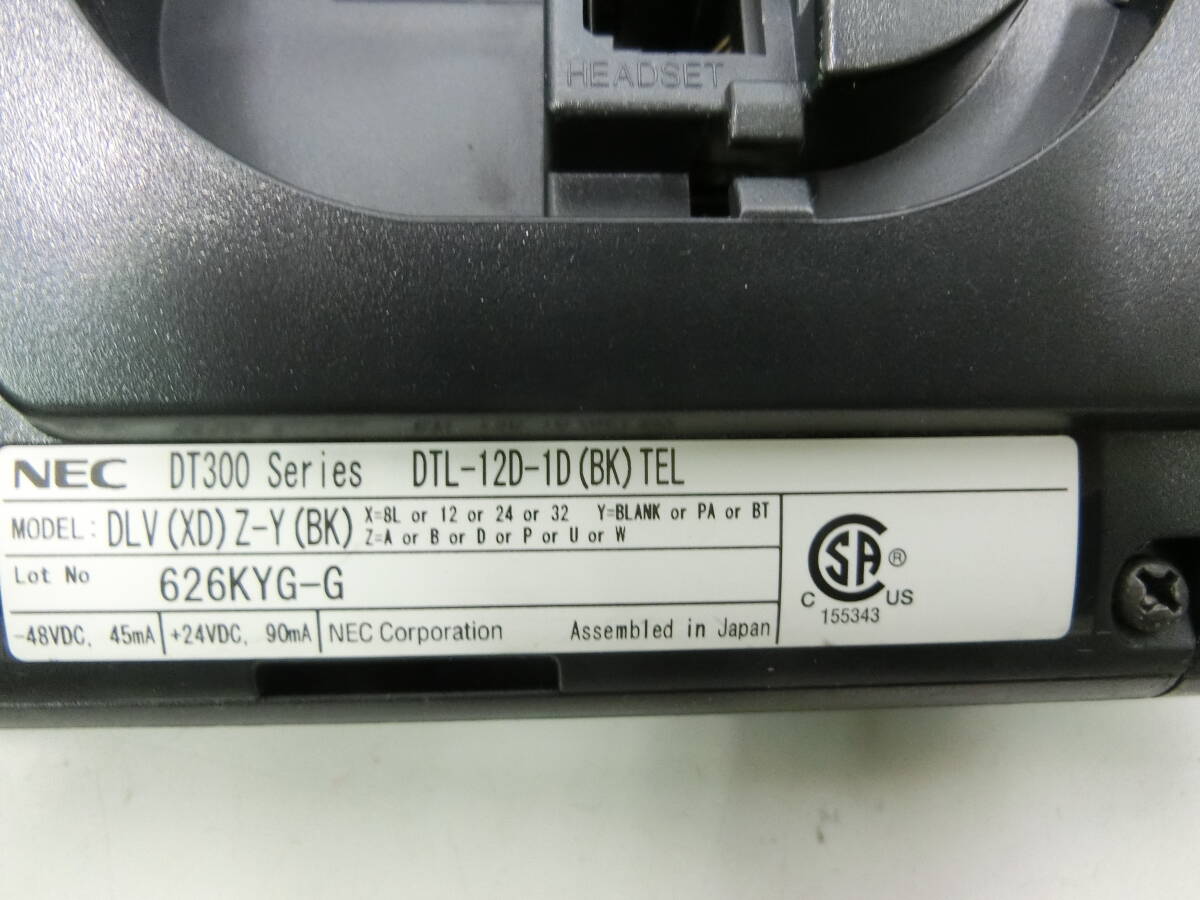 HEADSET
NEC DT300 Series DTL-12D-1D(BK)TEL
MODEL: DLV(XD)Z-Y(BK) X=8L or 12 or 24 or 32 Y=BLANK or PA or BT
Z=A or B or D or P or U or W
Lot No 626KYG-G
-48VDC, 45mA +24VDC, 90mA NEC Corporation Assembled in Japan
CSA ®
C US
155343